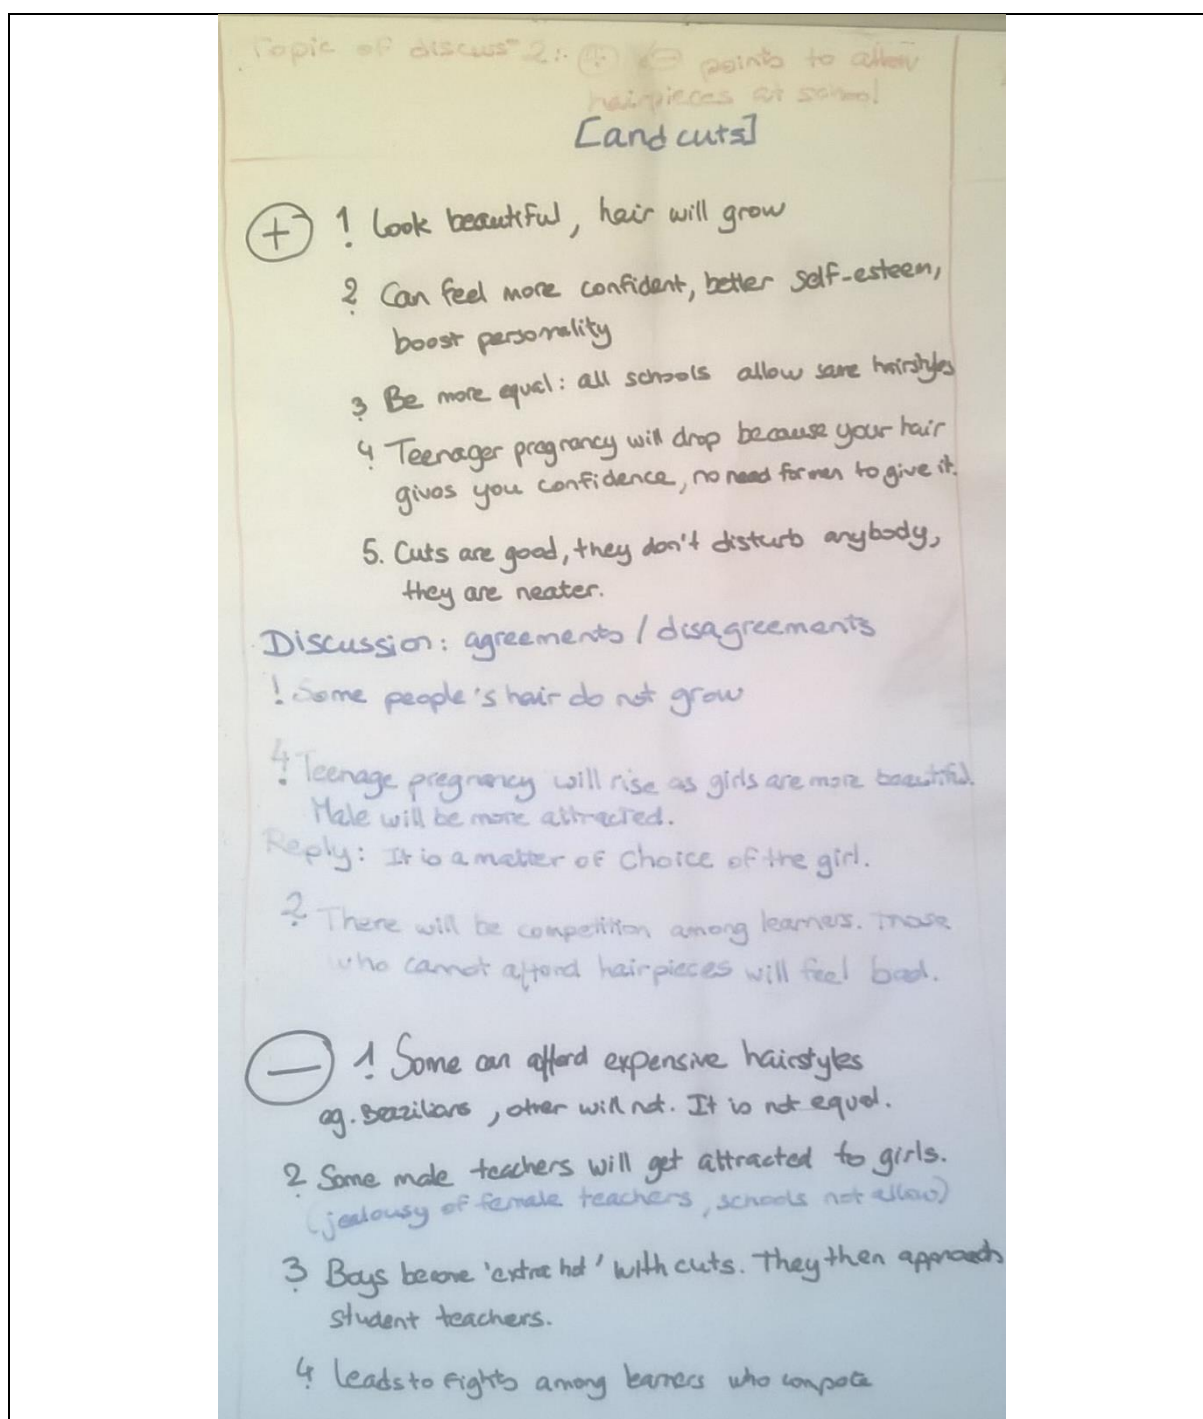 Topic of discus° 2: (+) (-) points to allow
hairpieces at school
[and cuts]
(+) 1. Look beautiful, hair will grow
2. Can feel more confident, better self-esteem,
boost personality
3. Be more equal: all schools allow same hairstyles
4. Teenager pregnancy will drop because your hair
gives you confidence, no need for men to give it.
5. Cuts are good, they don't disturb anybody,
they are neater.
Discussion: agreements / disagreements
1. Some people's hair do not grow
4. Teenage pregnancy will rise as girls are more beautiful.
Male will be more attracted.
Reply: It is a matter of choice of the girl.
2. There will be competition among learners. Those
who cannot afford hairpieces will feel bad.
(-) 1. Some can afford expensive hairstyles
eg. Brazilians, other will not. It is not equal.
2. Some male teachers will get attracted to girls.
(jealousy of female teachers, schools not allow)
3. Boys become 'extra hot' with cuts. They then approach
student teachers.
4. Leads to fights among learners who compete